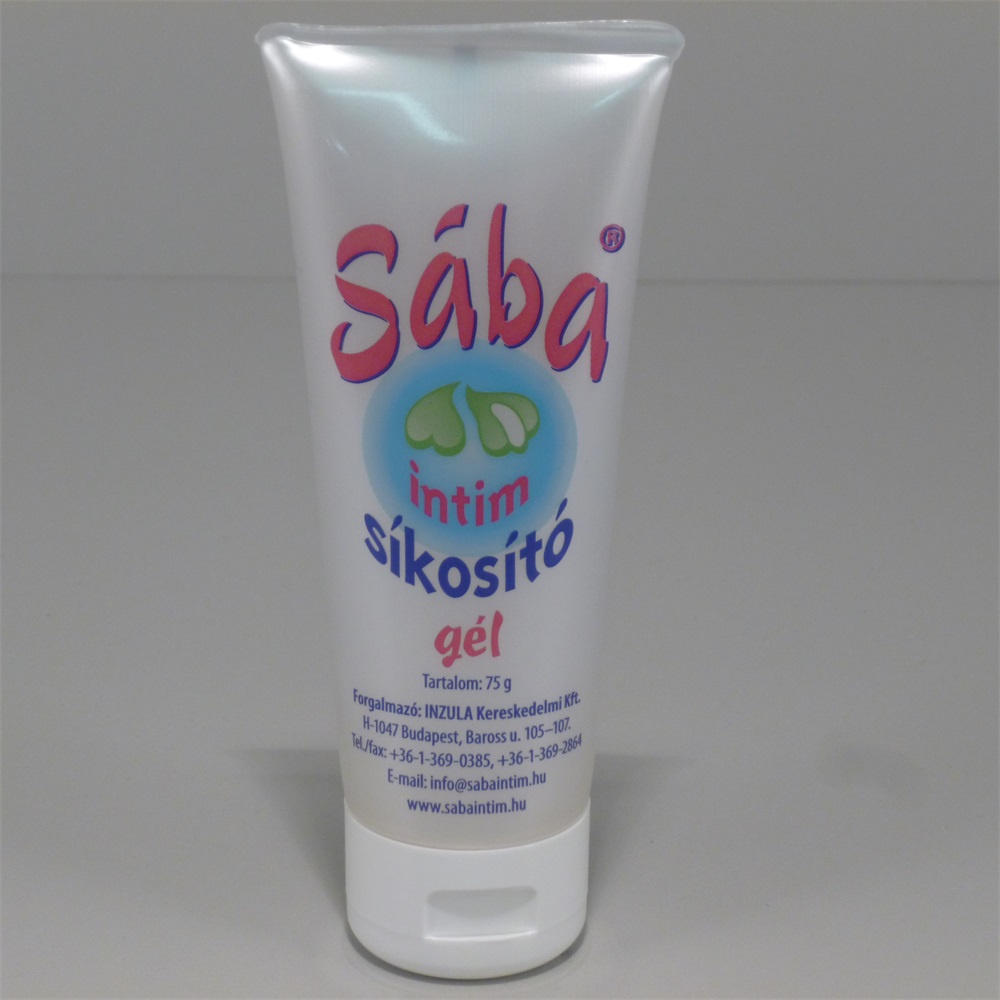 Sába®
intim
síkosító
gél
Tartalom: 75 g
Forgalmazó: INZULA Kereskedelmi Kft.
H-1047 Budapest, Baross u. 105–107.
Tel./fax: +36-1-369-0385, +36-1-369-2864
E-mail: info@sabaintim.hu
www.sabaintim.hu